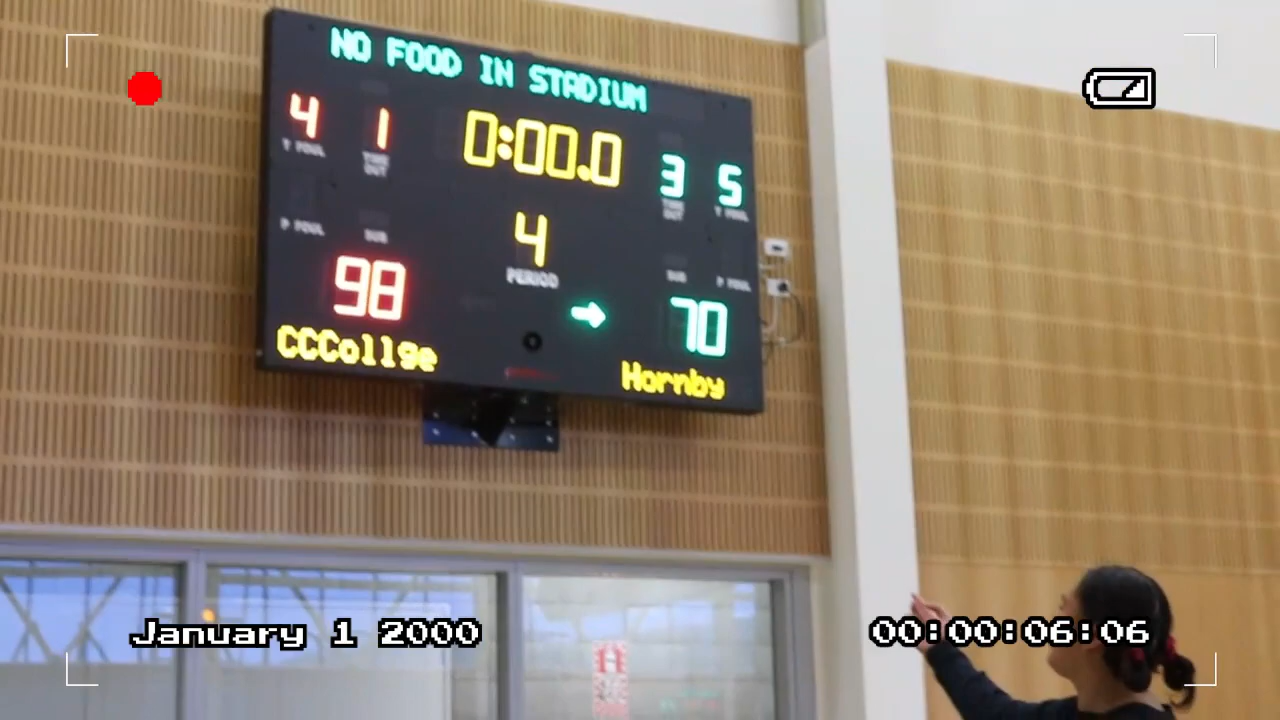 NO FOOD IN STADIUM
4 1 0:00.0 3 5
T FOUL TIME OUT TIME OUT T FOUL
4
P FOUL SUB PERIOD SUB P FOUL
98 70
CCCollge Hornby
January 1 2000 00:00:06:06